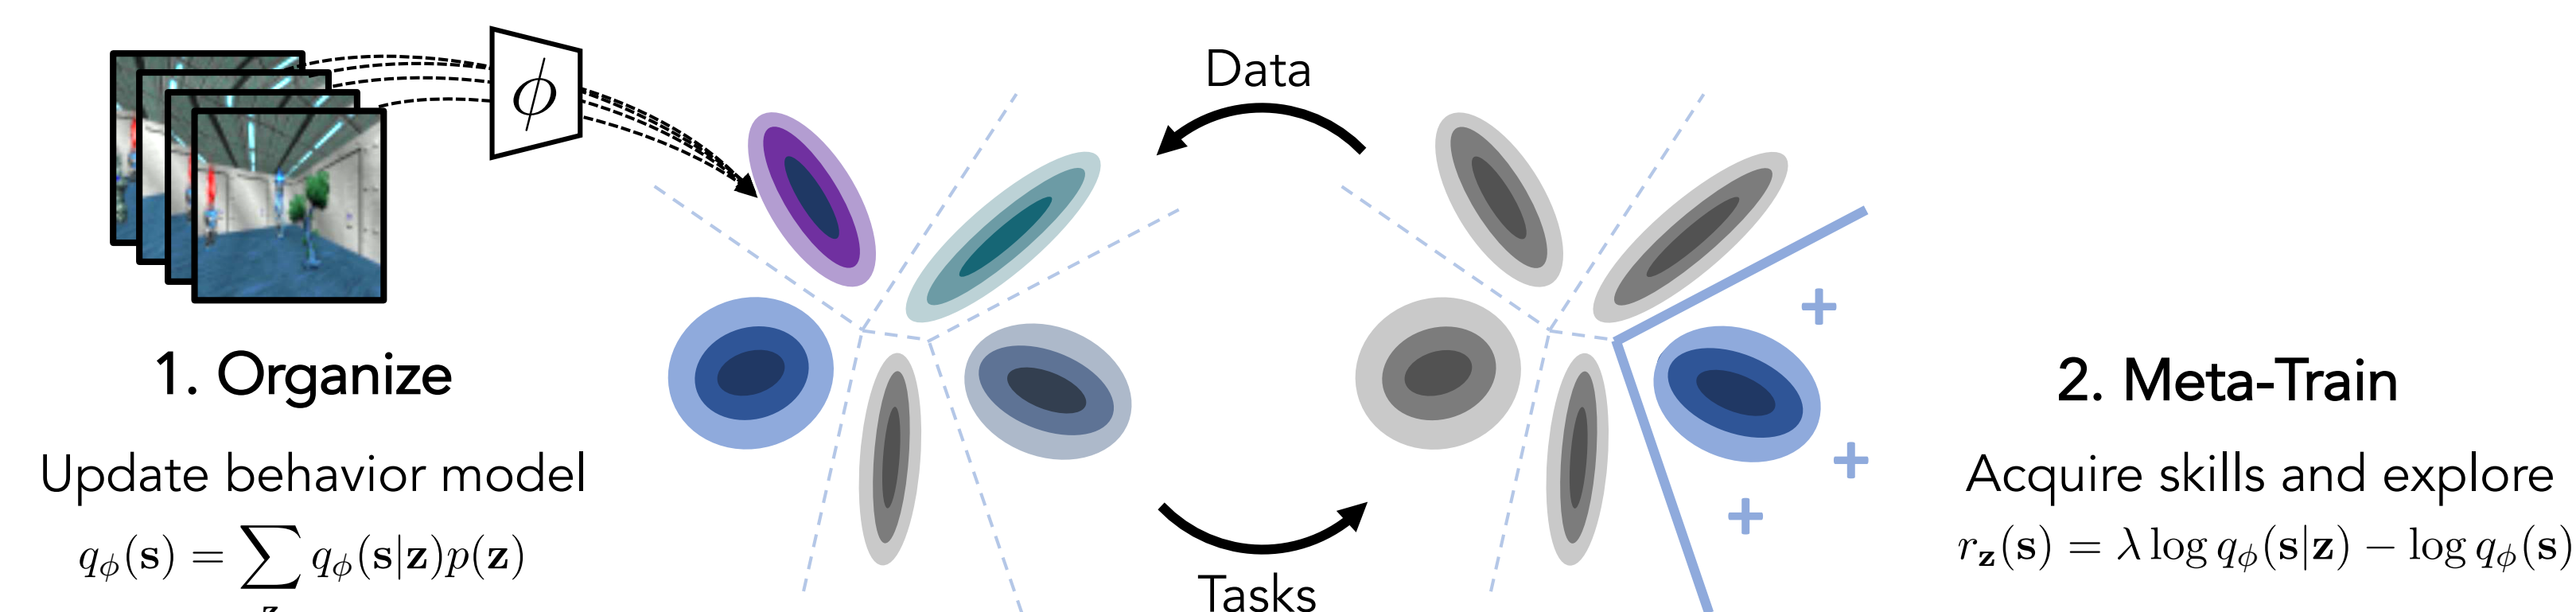 ϕ
Data
1. Organize
Update behavior model
q_ϕ(s) = ∑_z q_ϕ(s|z)p(z)
Tasks
+
+
+
2. Meta-Train
Acquire skills and explore
r_z(s) = λ log q_ϕ(s|z) − log q_ϕ(s)